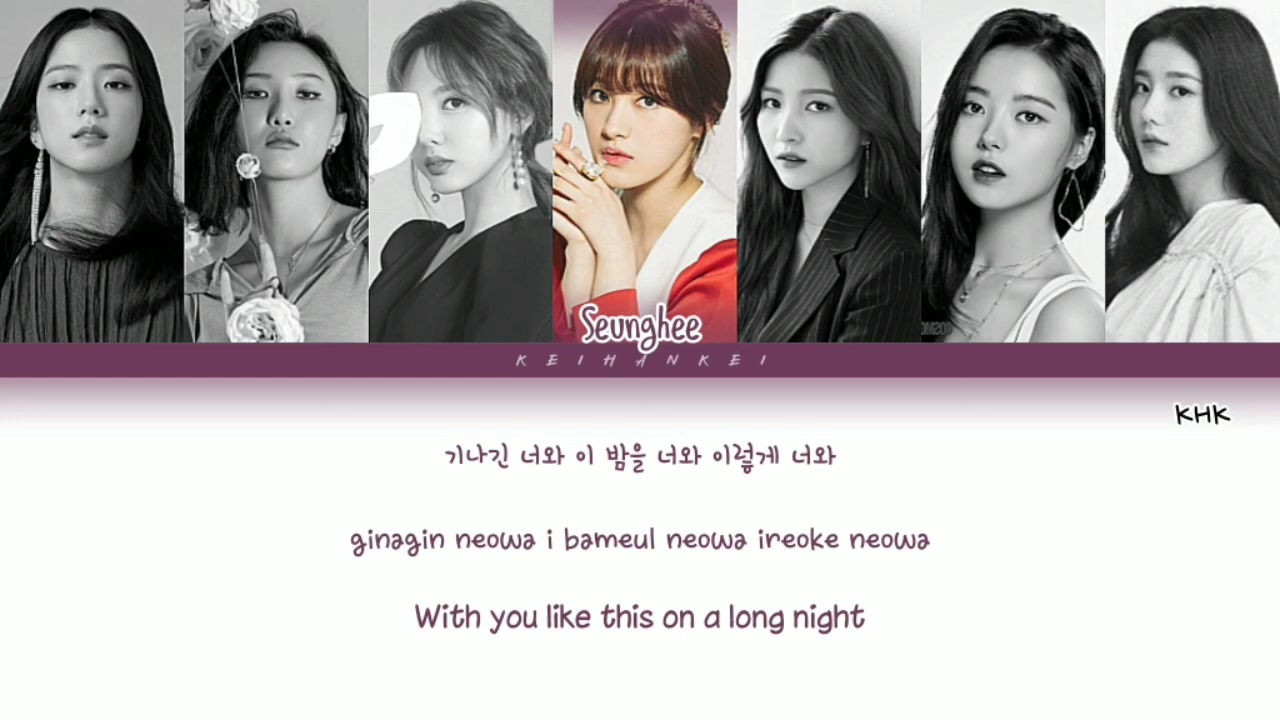 Seunghee
KEIHANKEI
KHK
기나긴 너와 이 밤을 너와 이렇게 너와
ginagin neowa i bameul neowa ireoke neowa
With you like this on a long night